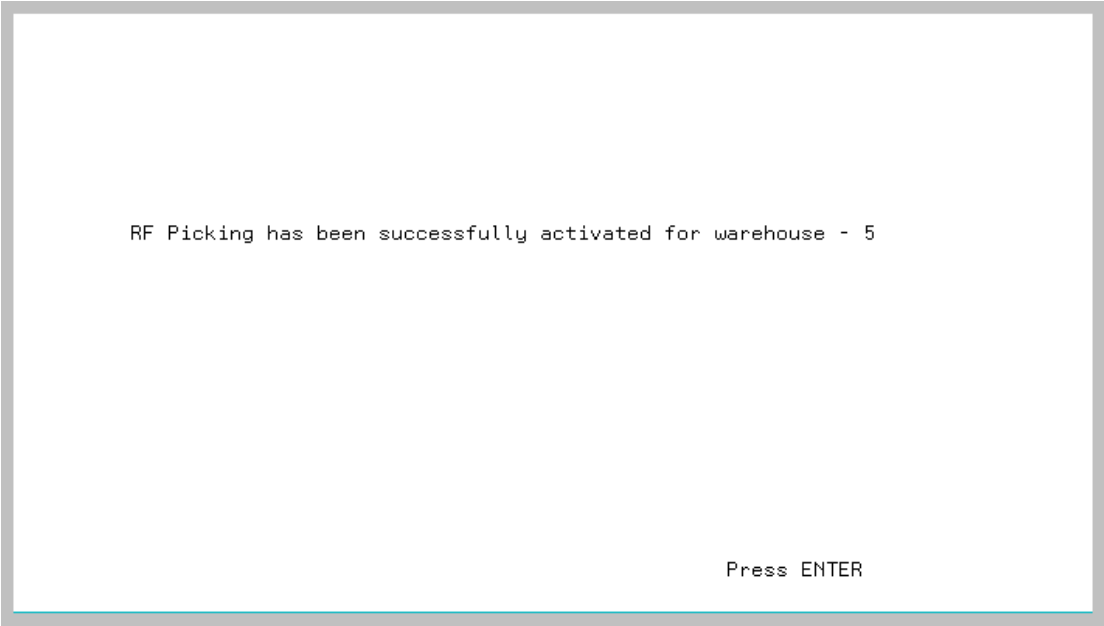 RF Picking has been successfully activated for warehouse - 5
Press ENTER